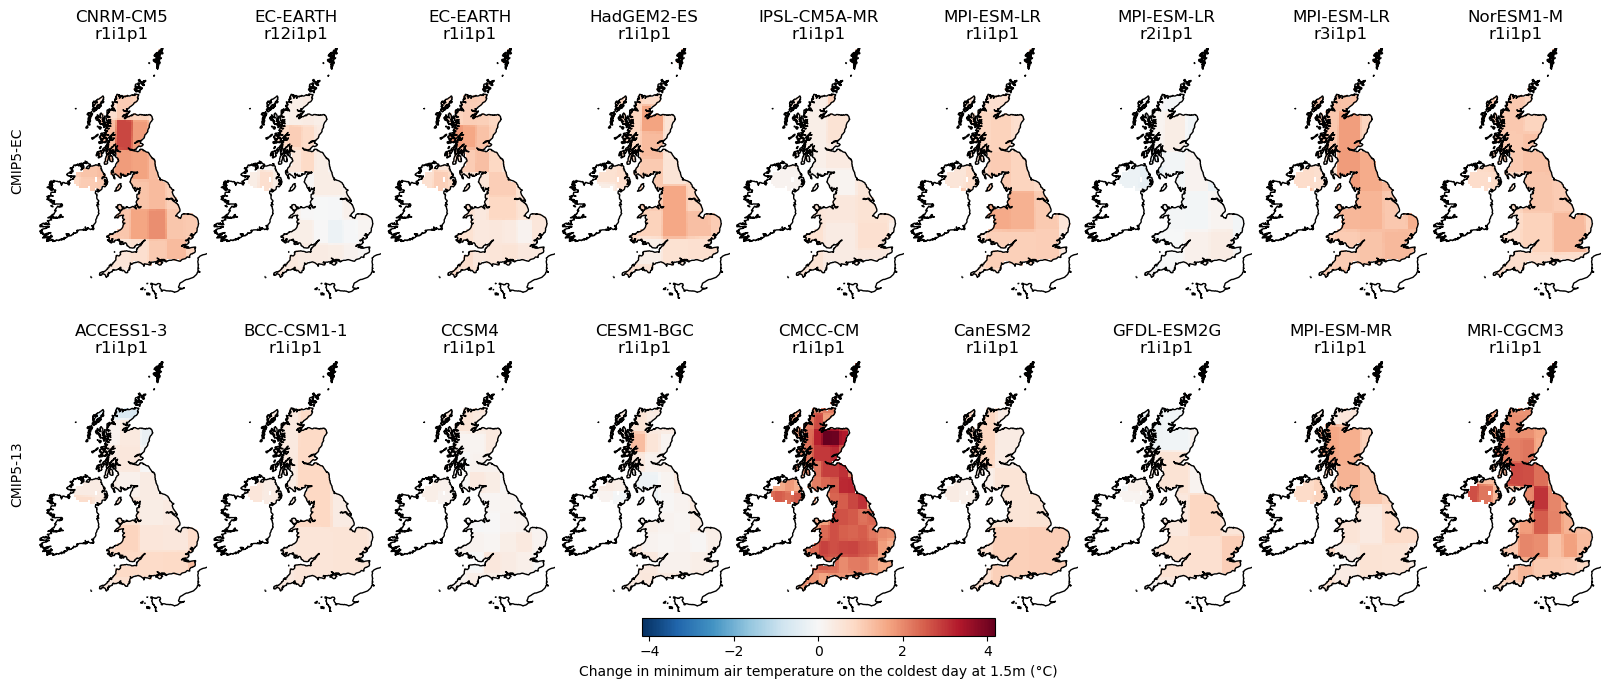 CNRM-CM5 EC-EARTH EC-EARTH HadGEM2-ES IPSL-CM5A-MR MPI-ESM-LR MPI-ESM-LR MPI-ESM-LR NorESM1-M
r1i1p1 r12i1p1 r1i1p1 r1i1p1 r1i1p1 r1i1p1 r2i1p1 r3i1p1 r1i1p1
CMIP5-EC
ACCESS1-3 BCC-CSM1-1 CCSM4 CESM1-BGC CMCC-CM CanESM2 GFDL-ESM2G MPI-ESM-MR MRI-CGCM3
r1i1p1 r1i1p1 r1i1p1 r1i1p1 r1i1p1 r1i1p1 r1i1p1 r1i1p1 r1i1p1
CMIP5-13
−4 −2 0 2 4
Change in minimum air temperature on the coldest day at 1.5m (°C)